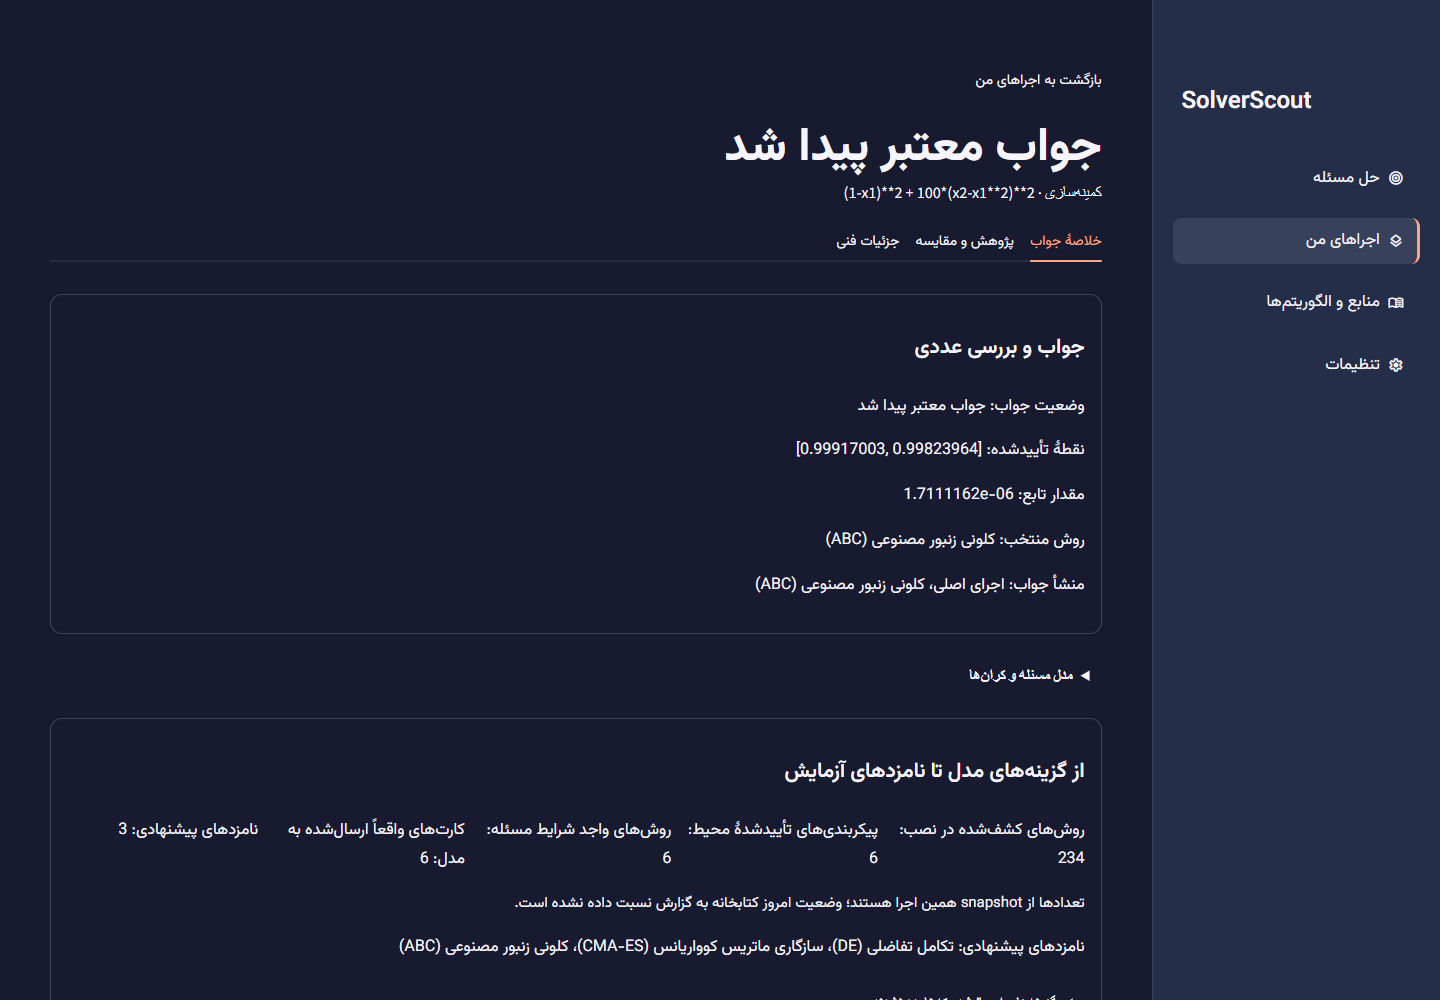 SolverScout
حل مسئله
اجراهای من
منابع و الگوریتم‌ها
تنظیمات
بازگشت به اجراهای من
جواب معتبر پیدا شد
کمینه‌سازی · (1-x1)**2 + 100*(x2-x1**2)**2
خلاصهٔ جواب
پژوهش و مقایسه
جزئیات فنی
جواب و بررسی عددی
وضعیت جواب: جواب معتبر پیدا شد
نقطهٔ تأییدشده: [0.99917003, 0.99823964]
مقدار تابع: 1.7111162e-06
روش منتخب: کلونی زنبور مصنوعی (ABC)
منشأ جواب: اجرای اصلی، کلونی زنبور مصنوعی (ABC)
مدل مسئله و کران‌ها
از گزینه‌های مدل تا نامزدهای آزمایش
روش‌های کشف‌شده در نصب:
234
پیکربندی‌های تأییدشدهٔ محیط:
6
روش‌های واجد شرایط مسئله:
6
کارت‌های واقعاً ارسال‌شده به
مدل: 6
نامزدهای پیشنهادی: 3
تعدادها از snapshot همین اجرا هستند؛ وضعیت امروز کتابخانه به گزارش نسبت داده نشده است.
نامزدهای پیشنهادی: تکامل تفاضلی (DE)، سازگاری ماتریس کوواریانس (CMA-ES)، کلونی زنبور مصنوعی (ABC)